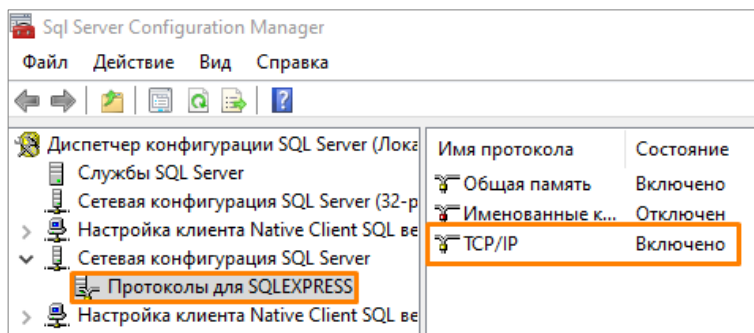 Sql Server Configuration Manager
Файл Действие Вид Справка
Диспетчер конфигурации SQL Server (Лока
Службы SQL Server
Сетевая конфигурация SQL Server (32-р
Настройка клиента Native Client SQL ве
Сетевая конфигурация SQL Server
Протоколы для SQLEXPRESS
Настройка клиента Native Client SQL ве
Имя протокола Состояние
Общая память Включено
Именованные к... Отключен
TCP/IP Включено